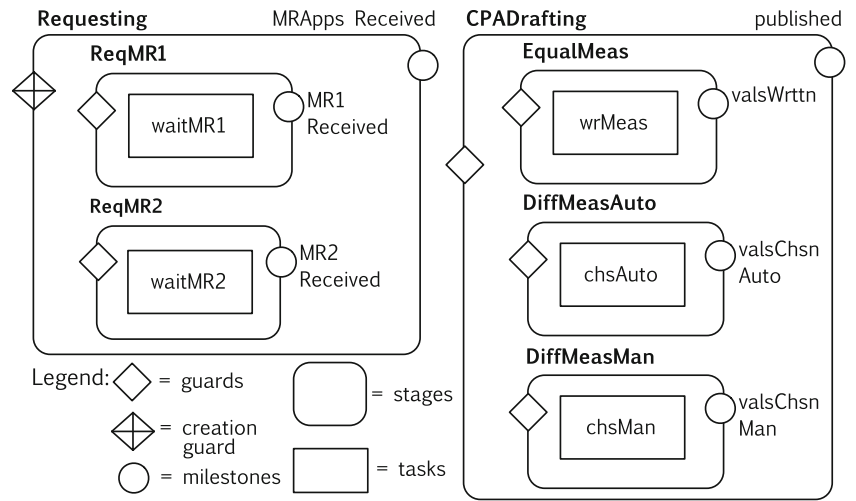 Requesting
MRApps Received
ReqMR1
waitMR1
MR1
Received
ReqMR2
waitMR2
MR2
Received
CPADrafting
published
EqualMeas
wrMeas
valsWrttn
DiffMeasAuto
chsAuto
valsChsn
Auto
DiffMeasMan
chsMan
valsChsn
Man
Legend:
= guards
= creation
guard
= milestones
= stages
= tasks